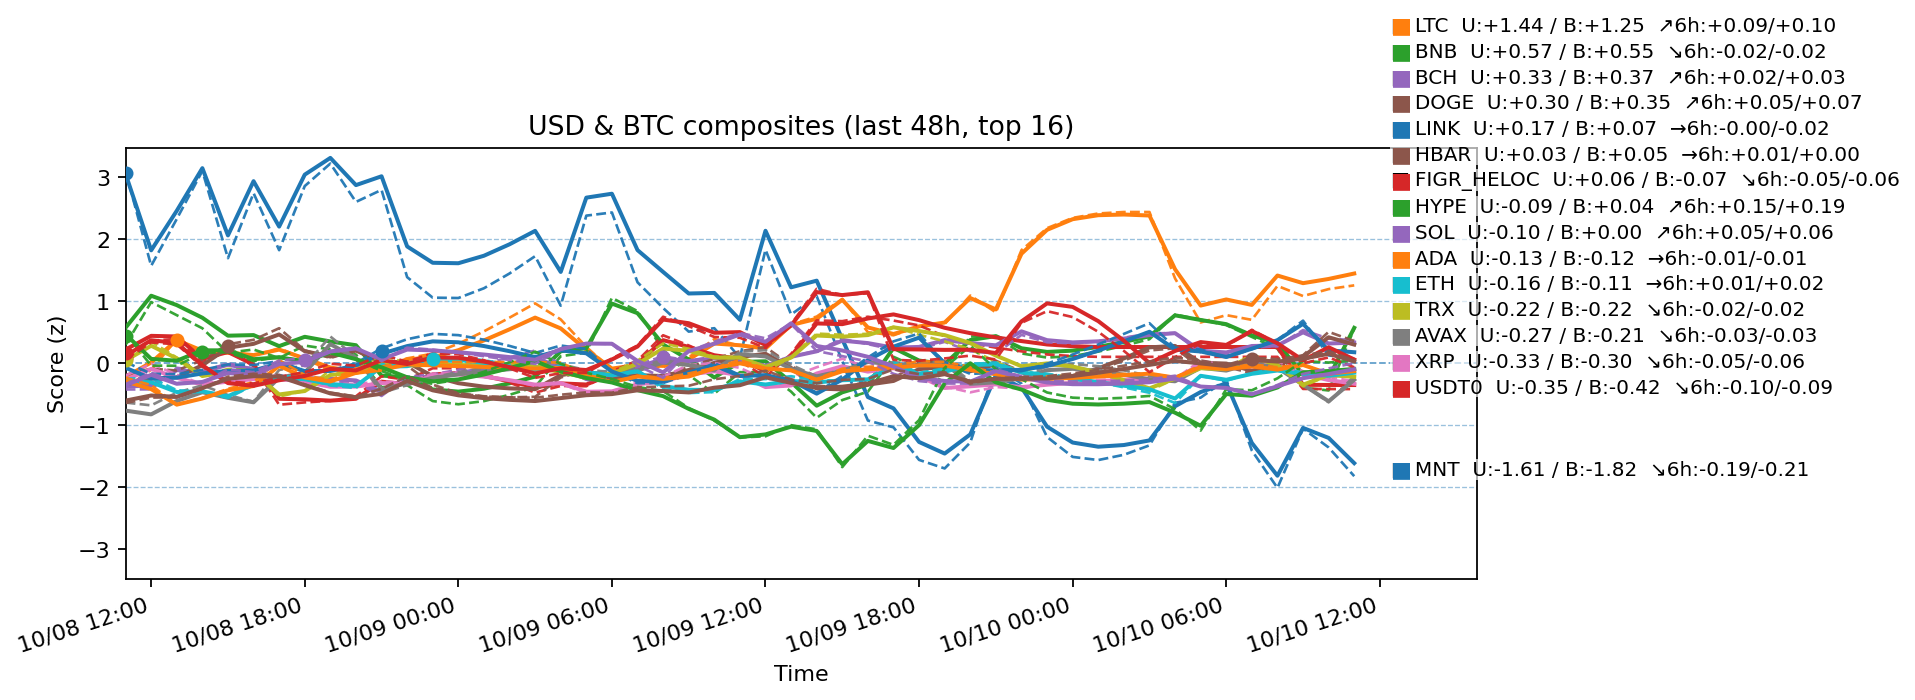 LTC  U:+1.44 / B:+1.25  ↗6h:+0.09/+0.10
BNB  U:+0.57 / B:+0.55  ↘6h:-0.02/-0.02
BCH  U:+0.33 / B:+0.37  ↗6h:+0.02/+0.03
DOGE  U:+0.30 / B:+0.35  ↗6h:+0.05/+0.07
USD & BTC composites (last 48h, top 16)
LINK  U:+0.17 / B:+0.07  →6h:-0.00/-0.02
HBAR  U:+0.03 / B:+0.05  →6h:+0.01/+0.00
FIGR_HELOC  U:+0.06 / B:-0.07  ↘6h:-0.05/-0.06
HYPE  U:-0.09 / B:+0.04  ↗6h:+0.15/+0.19
SOL  U:-0.10 / B:+0.00  ↗6h:+0.05/+0.06
ADA  U:-0.13 / B:-0.12  →6h:-0.01/-0.01
ETH  U:-0.16 / B:-0.11  →6h:+0.01/+0.02
TRX  U:-0.22 / B:-0.22  ↘6h:-0.02/-0.02
AVAX  U:-0.27 / B:-0.21  ↘6h:-0.03/-0.03
XRP  U:-0.33 / B:-0.30  ↘6h:-0.05/-0.06
USDT0  U:-0.35 / B:-0.42  ↘6h:-0.10/-0.09
MNT  U:-1.61 / B:-1.82  ↘6h:-0.19/-0.21
Score (z)
3
2
1
0
−1
−2
−3
10/08 12:00
10/08 18:00
10/09 00:00
10/09 06:00
10/09 12:00
10/09 18:00
10/10 00:00
10/10 06:00
10/10 12:00
Time